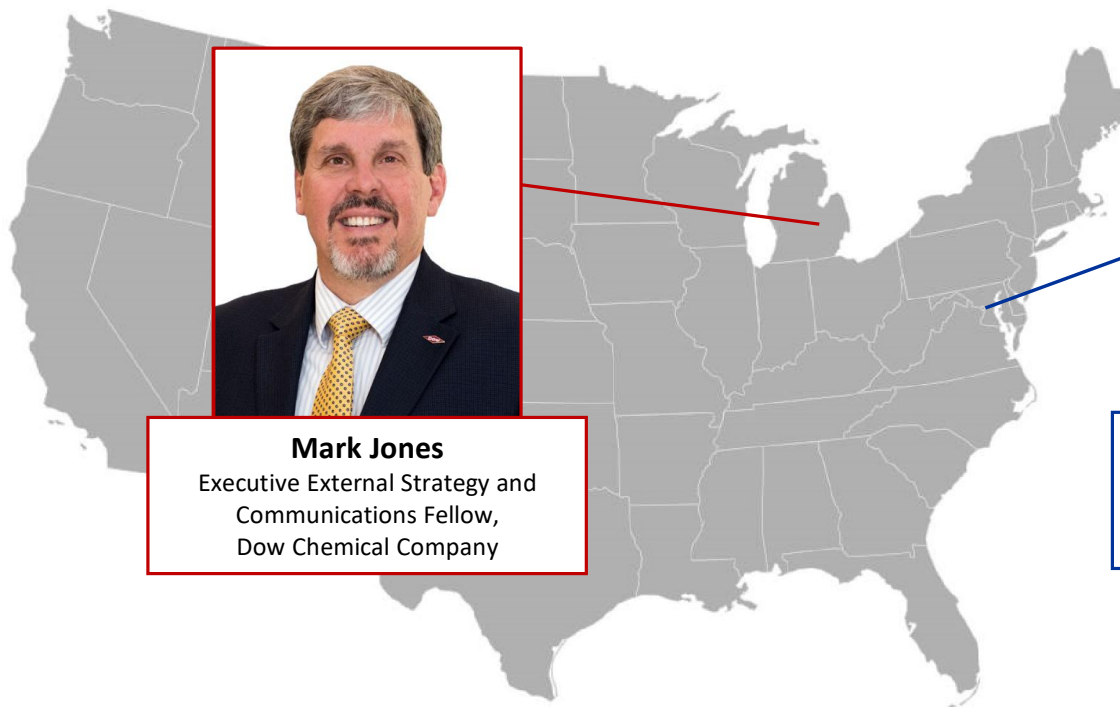 Mark Jones
Executive External Strategy and
Communications Fellow,
Dow Chemical Company